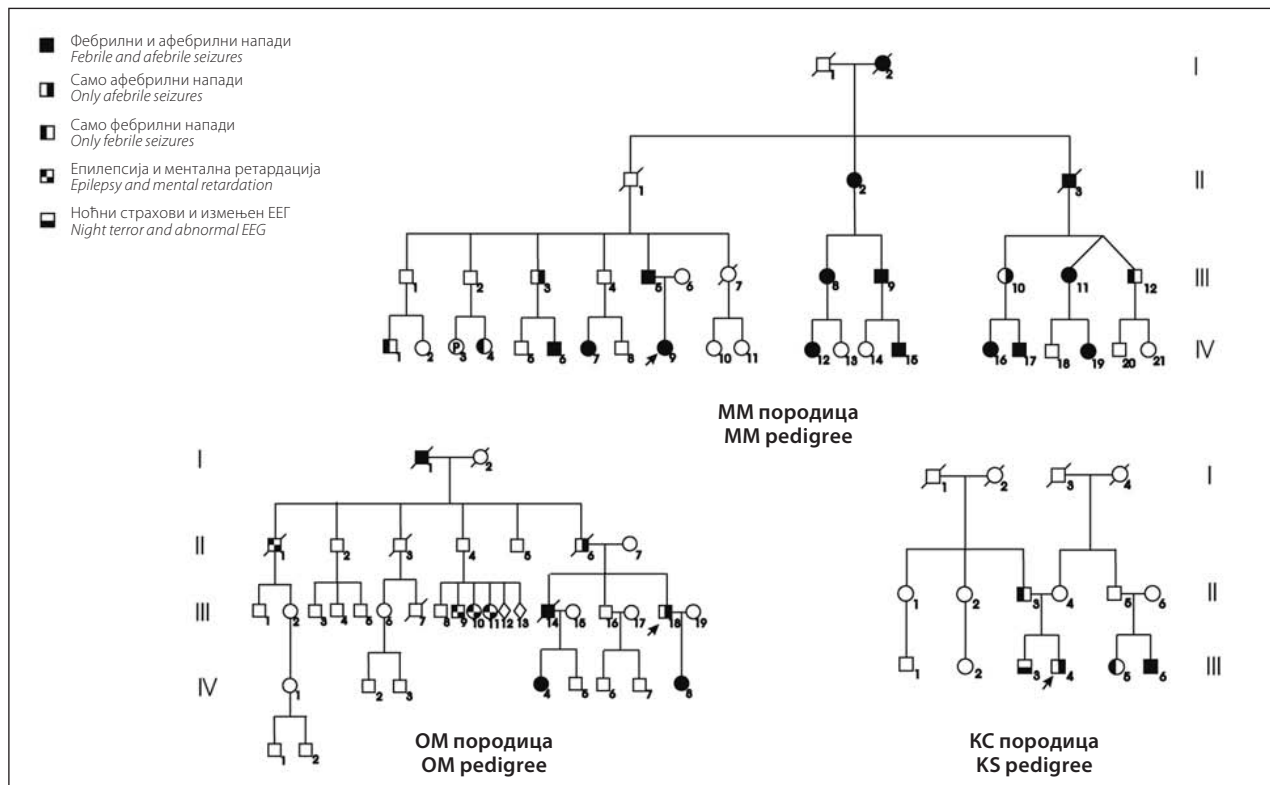 Фебрилни и афебрилни напади
Febrile and afebrile seizures
Само афебрилни напади
Only afebrile seizures
Само фебрилни напади
Only febrile seizures
Епилепсија и ментална ретардација
Epilepsy and mental retardation
Ноћни страхови и измењен ЕЕГ
Night terror and abnormal EEG
1 2 I
1 2 3 II
1 2 3 4 5 6 7 8 9 10 11 12 III
1 2 P 3 4 5 6 7 8 9 10 11 12 13 14 15 16 17 18 19 20 21 IV
ММ породица
MM pedigree
I 1 2
II 1 2 3 4 5 6 7
III 1 2 3 4 5 6 7 8 9 10 11 12 13 14 15 16 17 18 19
IV 1 2 3 4 5 6 7 8
1 2
ОМ породица
OM pedigree
1 2 3 4 I
1 2 3 4 5 6 II
1 2 3 4 5 6 III
КС породица
KS pedigree